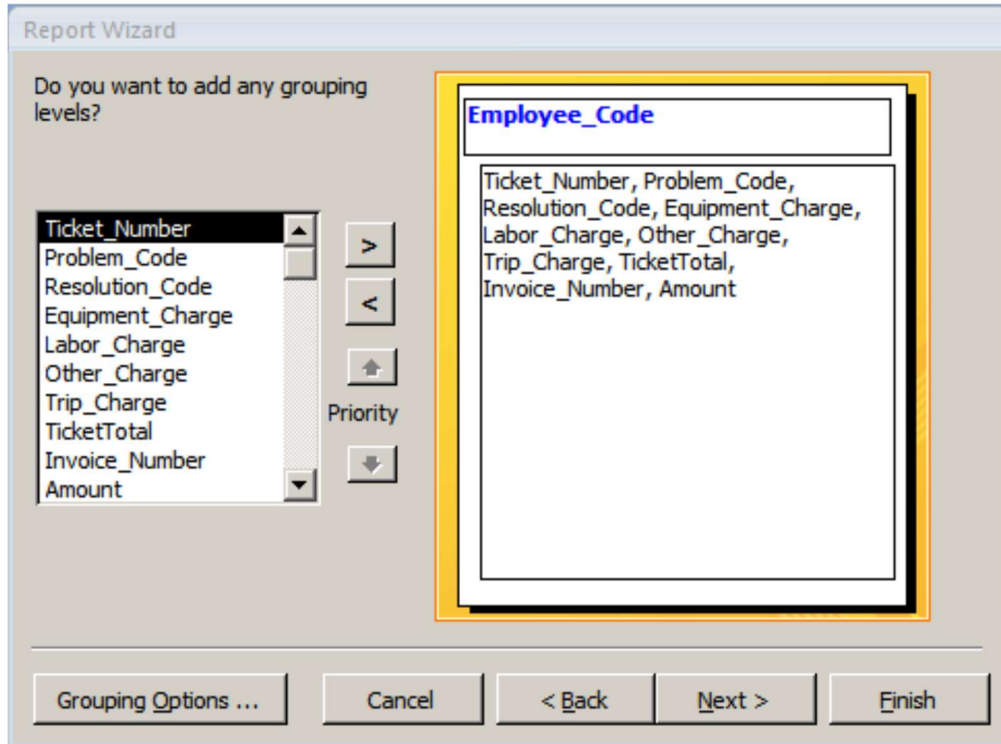 Report Wizard
Do you want to add any grouping
levels?
Employee_Code
Ticket_Number, Problem_Code,
Resolution_Code, Equipment_Charge,
Labor_Charge, Other_Charge,
Trip_Charge, TicketTotal,
Invoice_Number, Amount
Ticket_Number
Problem_Code
Resolution_Code
Equipment_Charge
Labor_Charge
Other_Charge
Trip_Charge
TicketTotal
Invoice_Number
Amount
>
<
Priority
Grouping Options ...
Cancel
< Back
Next >
Finish